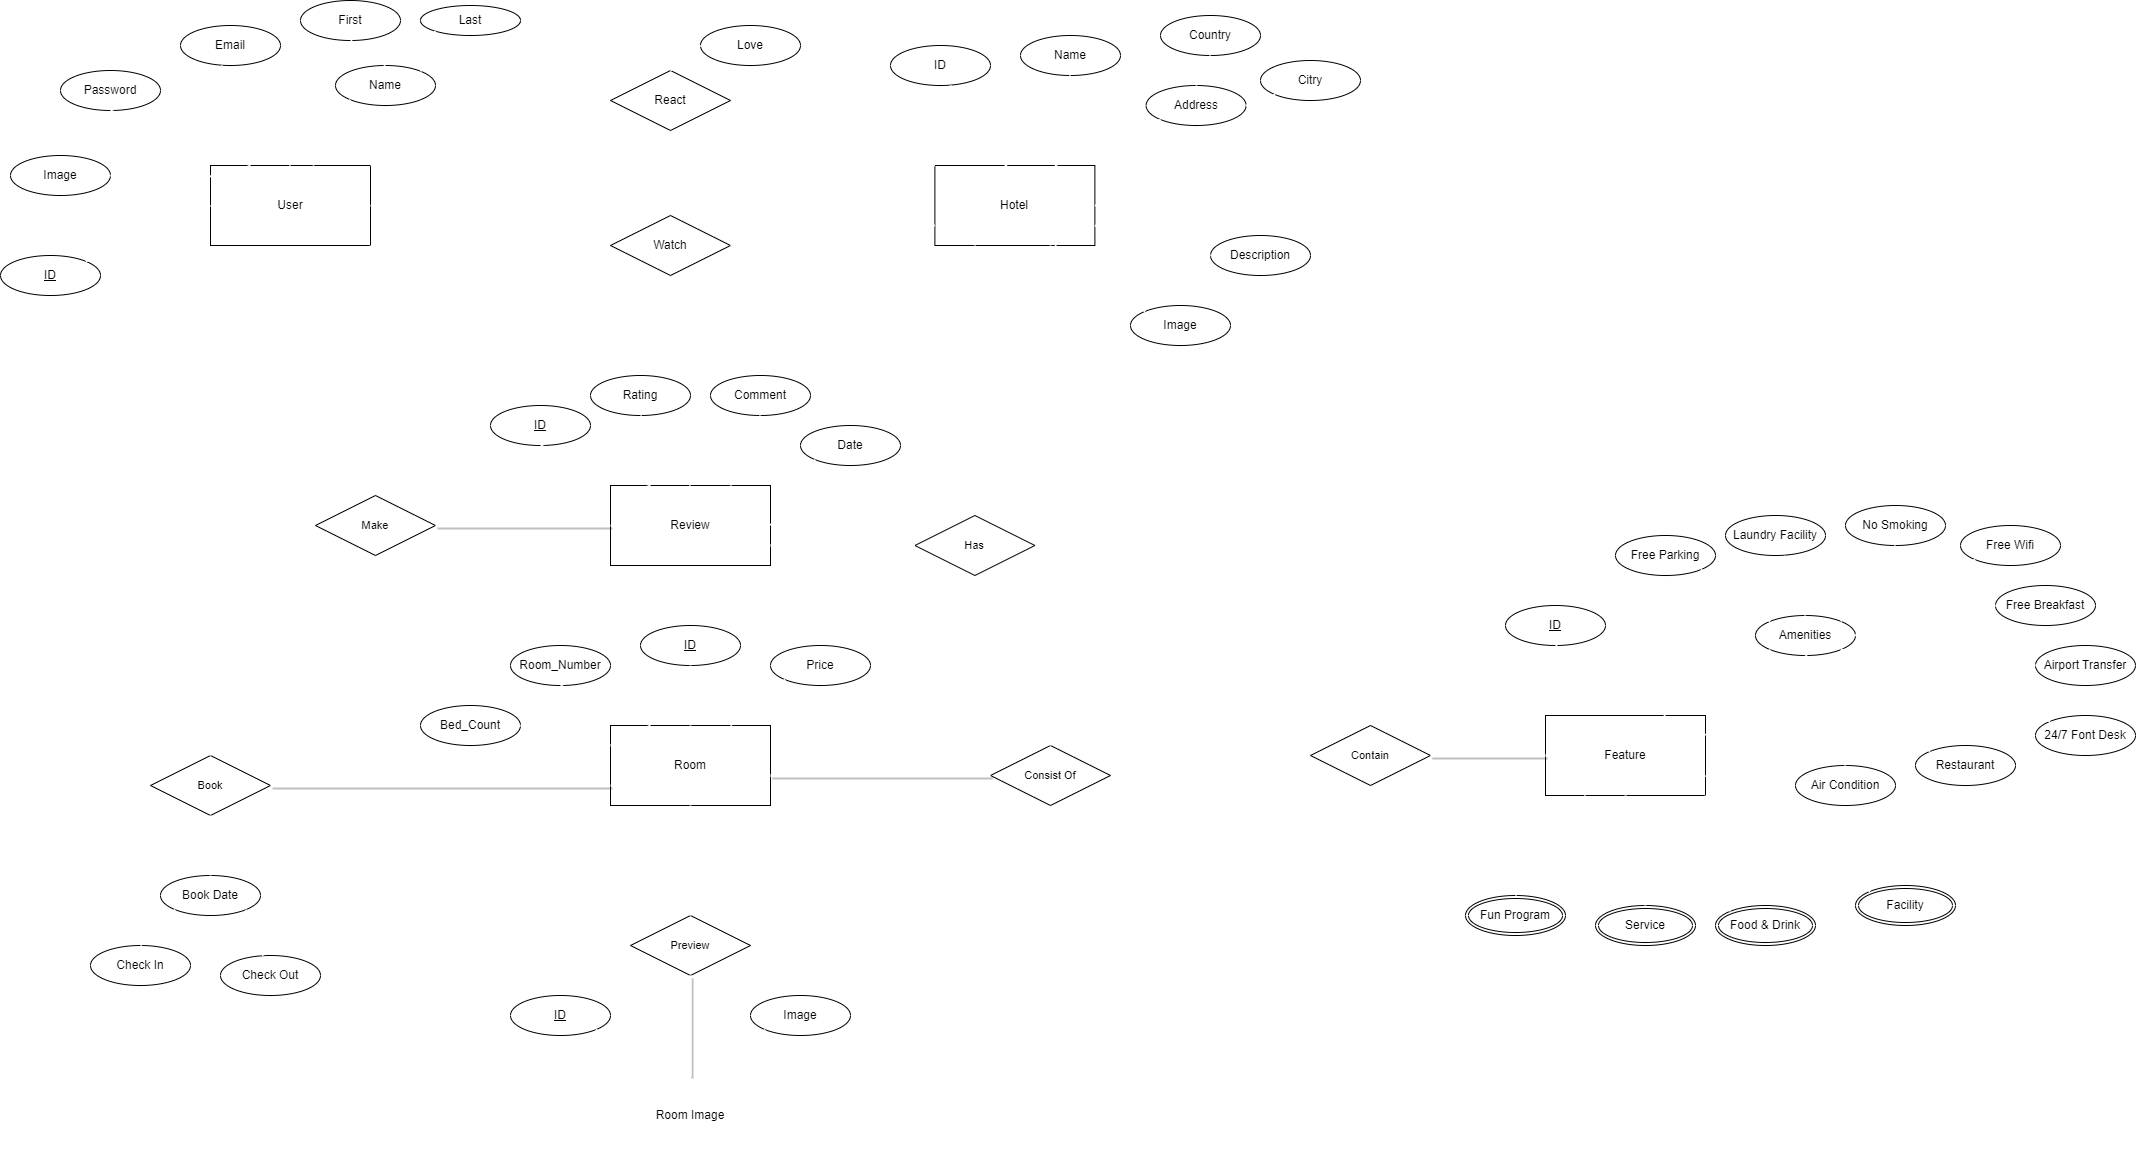 First
Last
Email
Love
Country
Name
ID
Citry
Name
Password
React
Address
Image
User
Hotel
Watch
Description
ID
Image
Rating
Comment
ID
Date
Make
Review
Has
No Smoking
Laundry Facility
Free Wifi
Free Parking
Free Breakfast
ID
Amenities
ID
Room_Number
Price
Airport Transfer
Bed_Count
24/7 Font Desk
Room
Contain
Feature
Restaurant
Book
Consist Of
Air Condition
Book Date
Facility
Fun Program
Service
Food & Drink
Preview
Check In
Check Out
ID
Image
Room Image